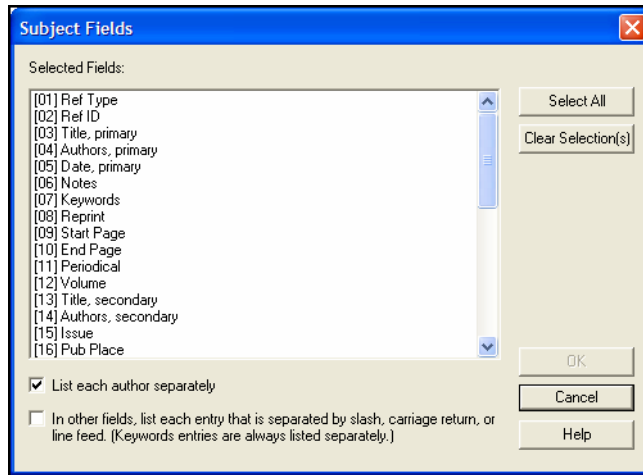 Subject Fields
Selected Fields:
[01] Ref Type
[02] Ref ID
[03] Title, primary
[04] Authors, primary
[05] Date, primary
[06] Notes
[07] Keywords
[08] Reprint
[09] Start Page
[10] End Page
[11] Periodical
[12] Volume
[13] Title, secondary
[14] Authors, secondary
[15] Issue
[16] Pub Place
Select All
Clear Selection(s)
List each author separately
In other fields, list each entry that is separated by slash, carriage return, or
line feed. (Keywords entries are always listed separately.)
OK
Cancel
Help